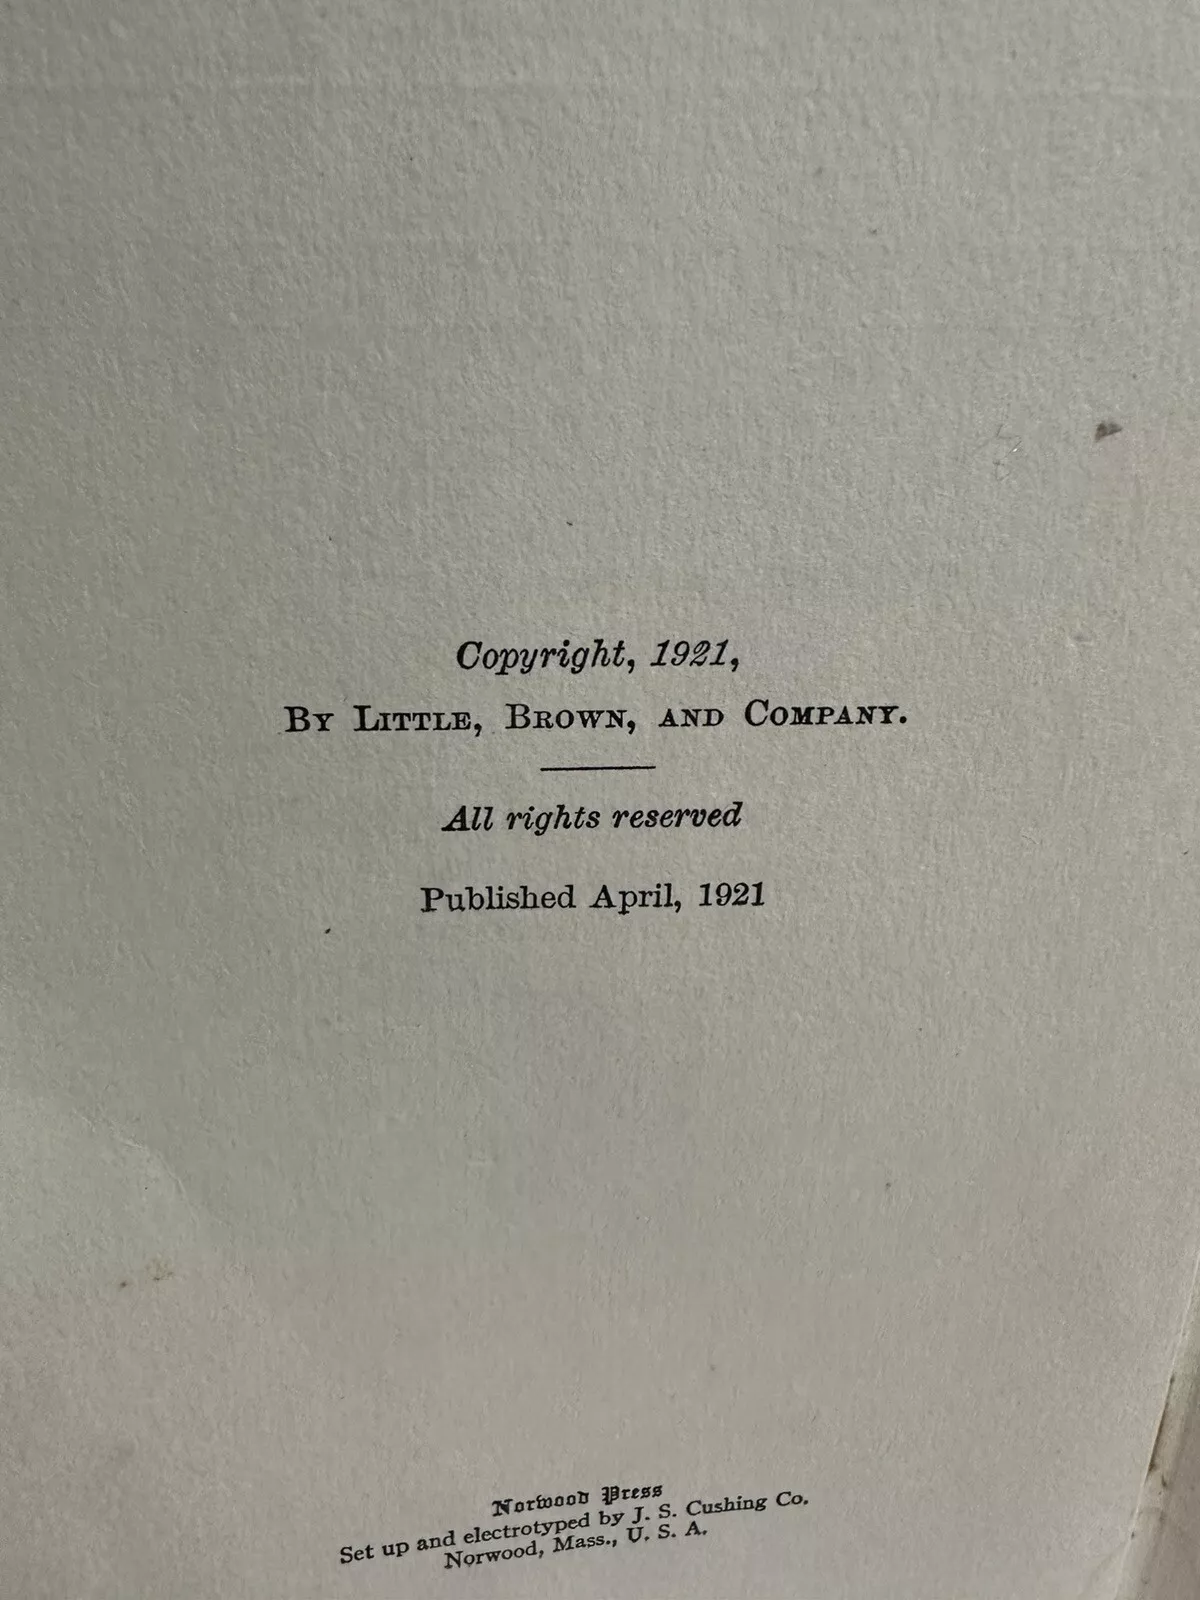 Copyright, 1921,
By Little, Brown, and Company.
All rights reserved
Published April, 1921
Norwood Press
Set up and electrotyped by J. S. Cushing Co.
Norwood, Mass., U. S. A.